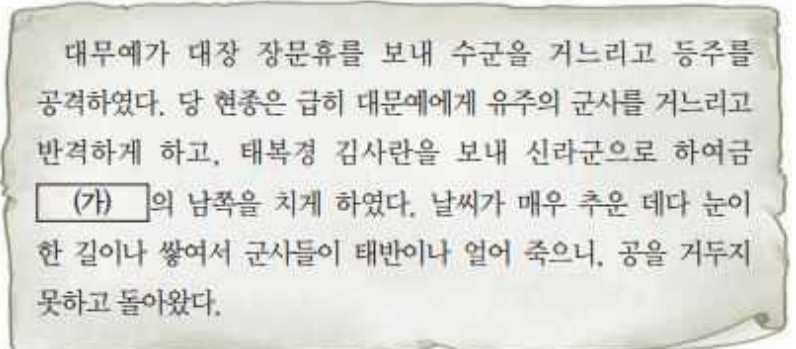 대무예가 대장 장문휴를 보내 수군을 거느리고 등주를
공격하였다. 당 현종은 급히 대문예에게 유주의 군사를 거느리고
반격하게 하고, 태복경 김사란을 보내 신라군으로 하여금
(가) 의 남쪽을 치게 하였다. 날씨가 매우 추운 데다 눈이
한 길이나 쌓여서 군사들이 태반이나 얼어 죽으니, 공을 거두지
못하고 돌아왔다.